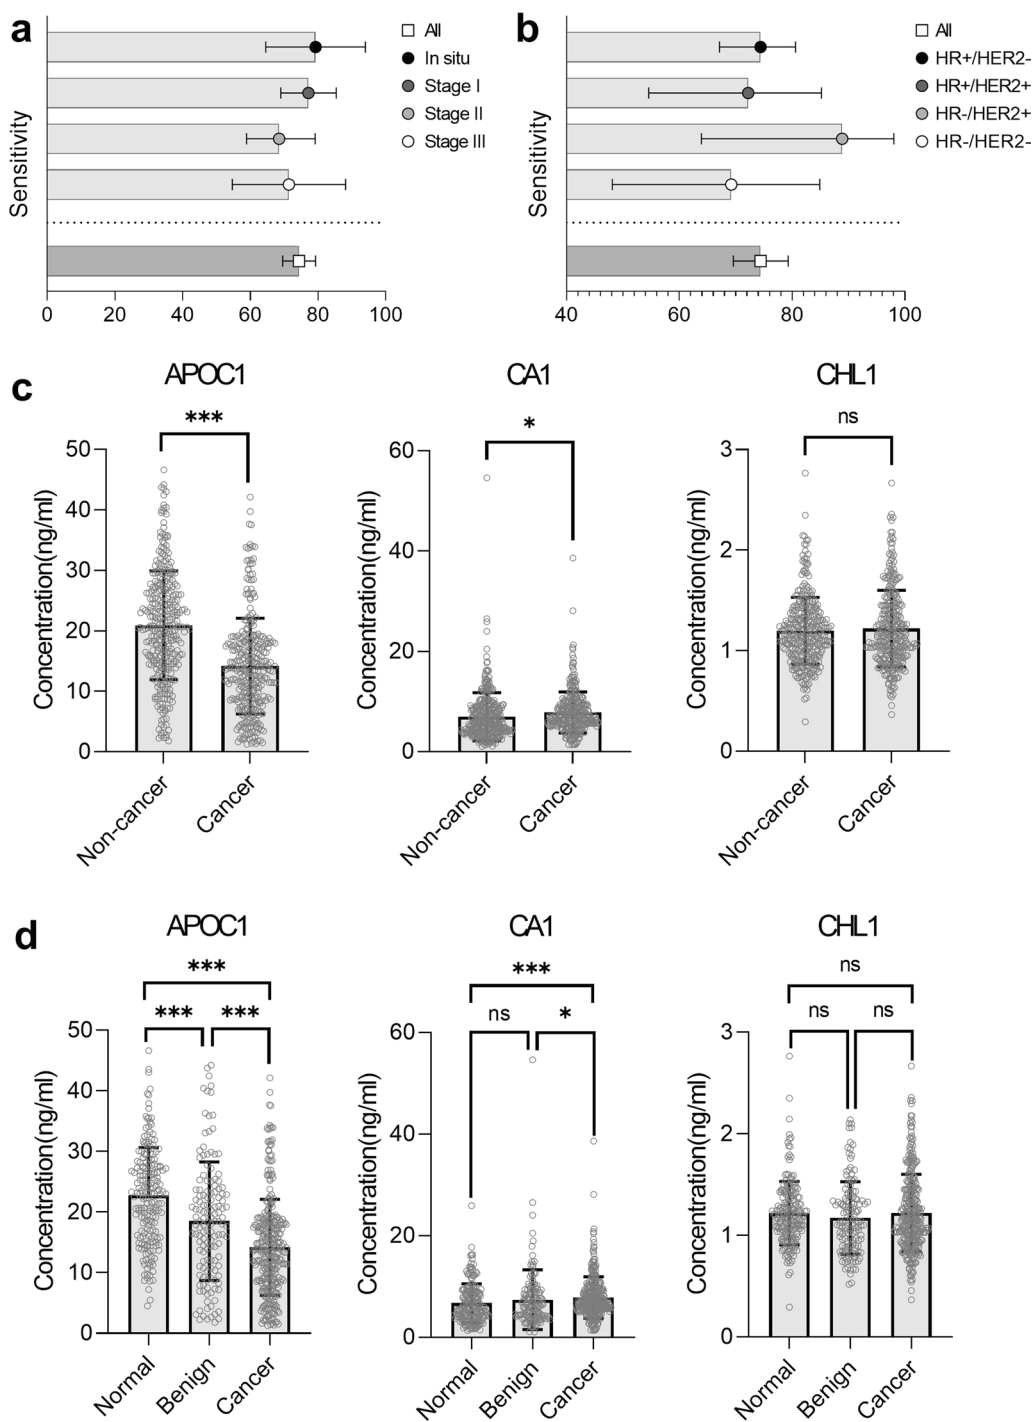 a
All
In situ
Stage I
Stage II
Stage III
Sensitivity
0 20 40 60 80 100
b
All
HR+/HER2-
HR+/HER2+
HR-/HER2+
HR-/HER2-
Sensitivity
40 60 80 100
c
APOC1
***
Concentration(ng/ml)
50
40
30
20
10
0
Non-cancer
Cancer
CA1
*
Concentration(ng/ml)
60
40
20
0
Non-cancer
Cancer
CHL1
ns
Concentration(ng/ml)
3
2
1
0
Non-cancer
Cancer
d
APOC1
***
*** ***
Concentration(ng/ml)
50
40
30
20
10
0
Normal
Benign
Cancer
CA1
***
ns *
Concentration(ng/ml)
60
40
20
0
Normal
Benign
Cancer
CHL1
ns
ns ns
Concentration(ng/ml)
3
2
1
0
Normal
Benign
Cancer